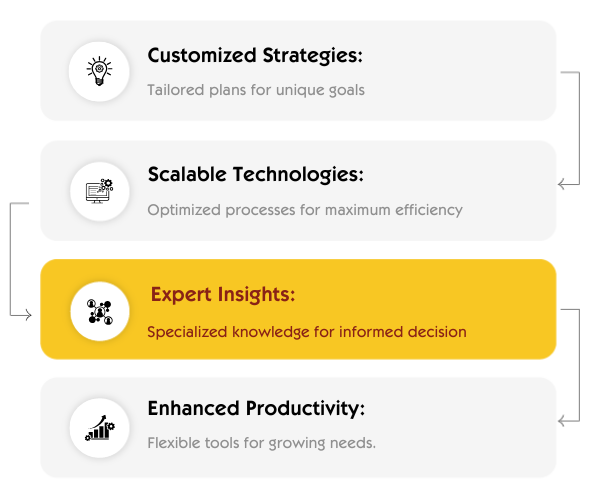 Customized Strategies:
Tailored plans for unique goals
Scalable Technologies:
Optimized processes for maximum efficiency
Expert Insights:
Specialized knowledge for informed decision
Enhanced Productivity:
Flexible tools for growing needs.